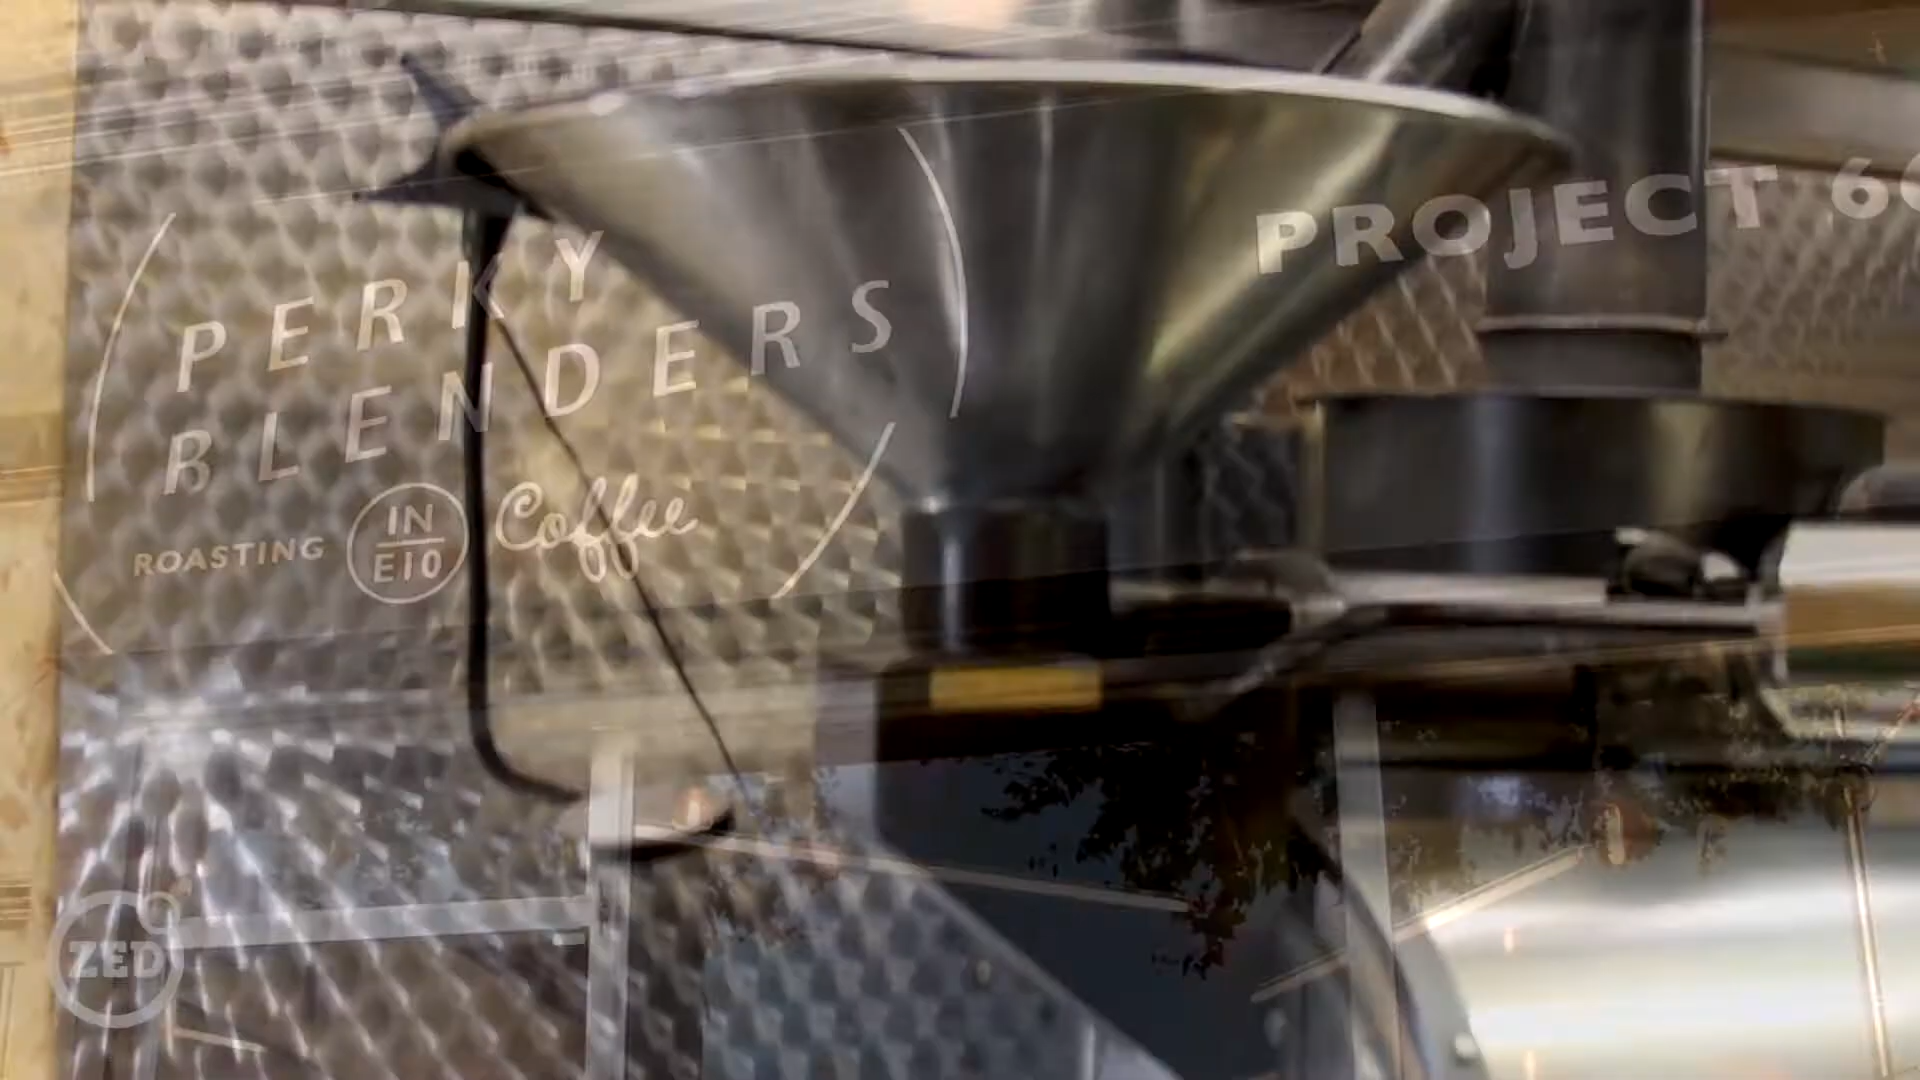 PERKY
BLENDERS
ROASTING IN E10 Coffee
PROJECT
ZED